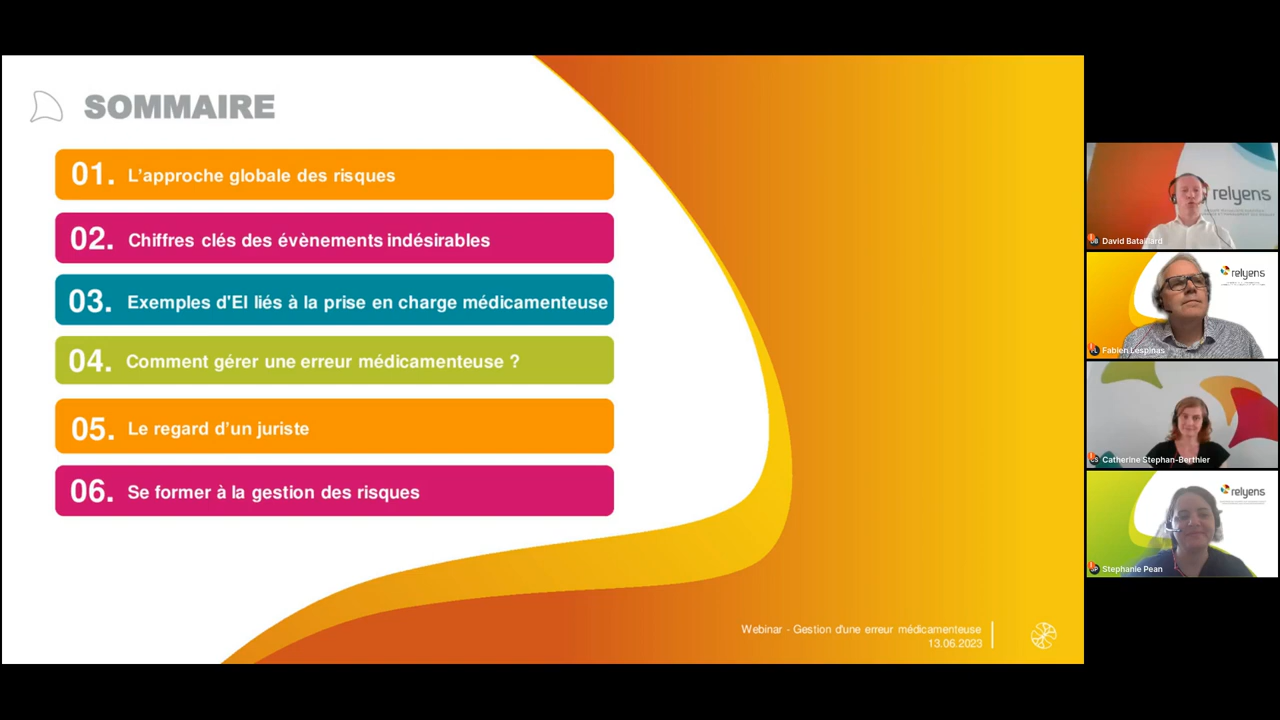 SOMMAIRE
01. L'approche globale des risques
02. Chiffres clés des évènements indésirables
03. Exemples d'EI liés à la prise en charge médicamenteuse
04. Comment gérer une erreur médicamenteuse ?
05. Le regard d'un juriste
06. Se former à la gestion des risques
Webinar - Gestion d'une erreur médicamenteuse
13.06.2023
relyens
David Bataillard
relyens
Fabien Lespinas
Catherine Stephan-Berthier
relyens
Stephanie Pean